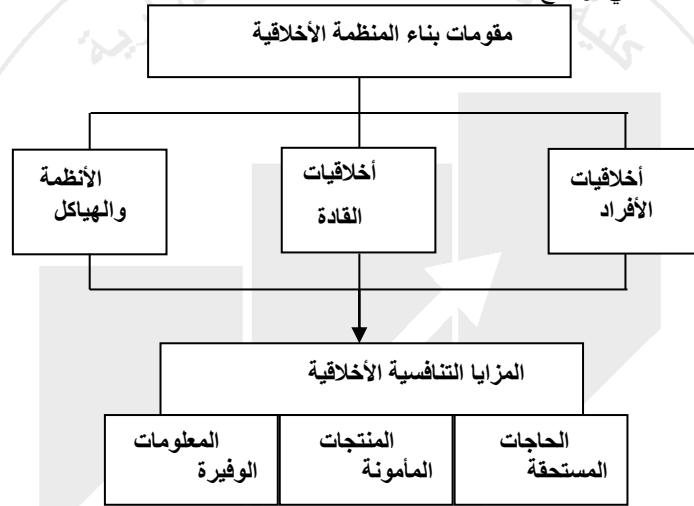 مقومات بناء المنظمة الأخلاقية
أخلاقيات
الأفراد
أخلاقيات
القادة
الأنظمة
والهياكل
المزايا التنافسية الأخلاقية
الحاجات
المستحقة
المنتجات
المأمونة
المعلومات
الوفيرة